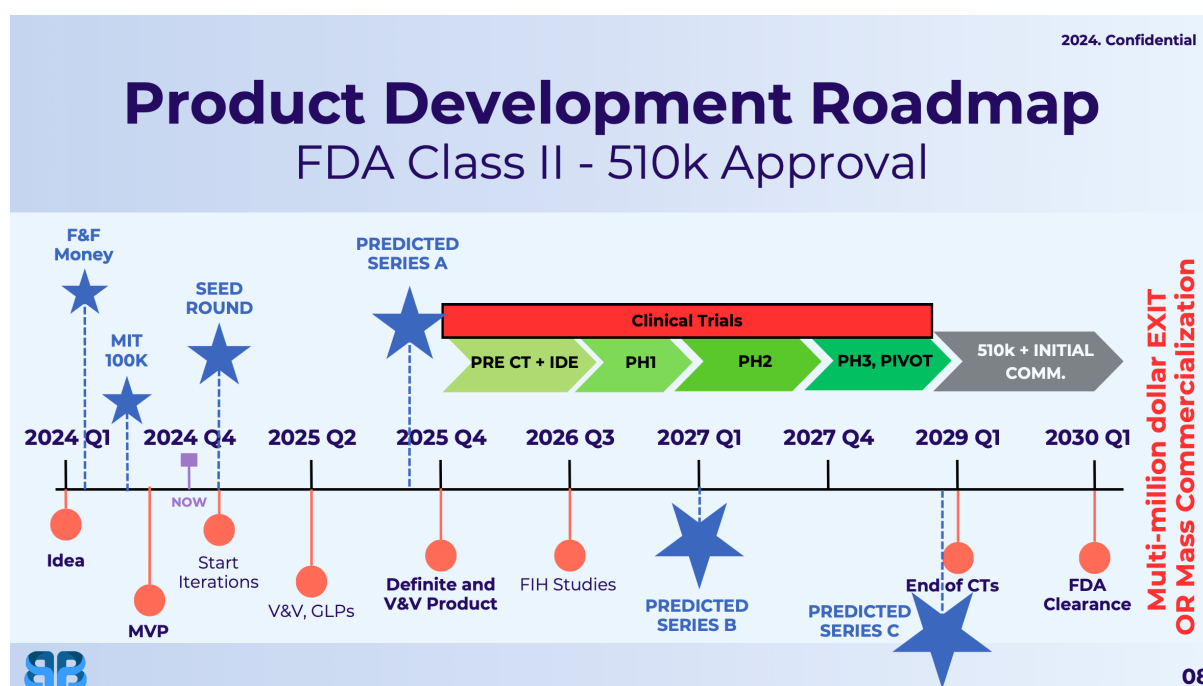 2024. Confidential
Product Development Roadmap
FDA Class II - 510k Approval
F&F
Money
MIT
100K
SEED
ROUND
PREDICTED
SERIES A
Clinical Trials
PRE CT + IDE
PH1
PH2
PH3, PIVOT
510k + INITIAL
COMM.
2024 Q1
2024 Q4
2025 Q2
2025 Q4
2026 Q3
2027 Q1
2027 Q4
2029 Q1
2030 Q1
NOW
Idea
MVP
Start
Iterations
V&V, GLPs
Definite and
V&V Product
FIH Studies
PREDICTED
SERIES B
PREDICTED
SERIES C
End of CTs
FDA
Clearance
Multi-million dollar EXIT
OR Mass Commercialization
08